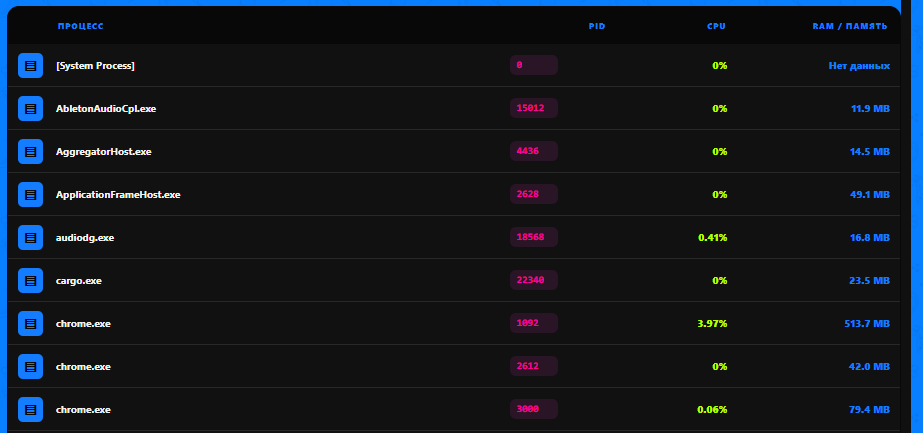 ПРОЦЕСС PID CPU RAM / ПАМЯТЬ
[System Process] 0 0% Нет данных
AbletonAudioCpl.exe 15012 0% 11.9 MB
AggregatorHost.exe 4436 0% 14.5 MB
ApplicationFrameHost.exe 2628 0% 49.1 MB
audiodg.exe 18568 0.41% 16.8 MB
cargo.exe 22340 0% 23.5 MB
chrome.exe 1092 3.97% 513.7 MB
chrome.exe 2612 0% 42.0 MB
chrome.exe 3000 0.06% 79.4 MB